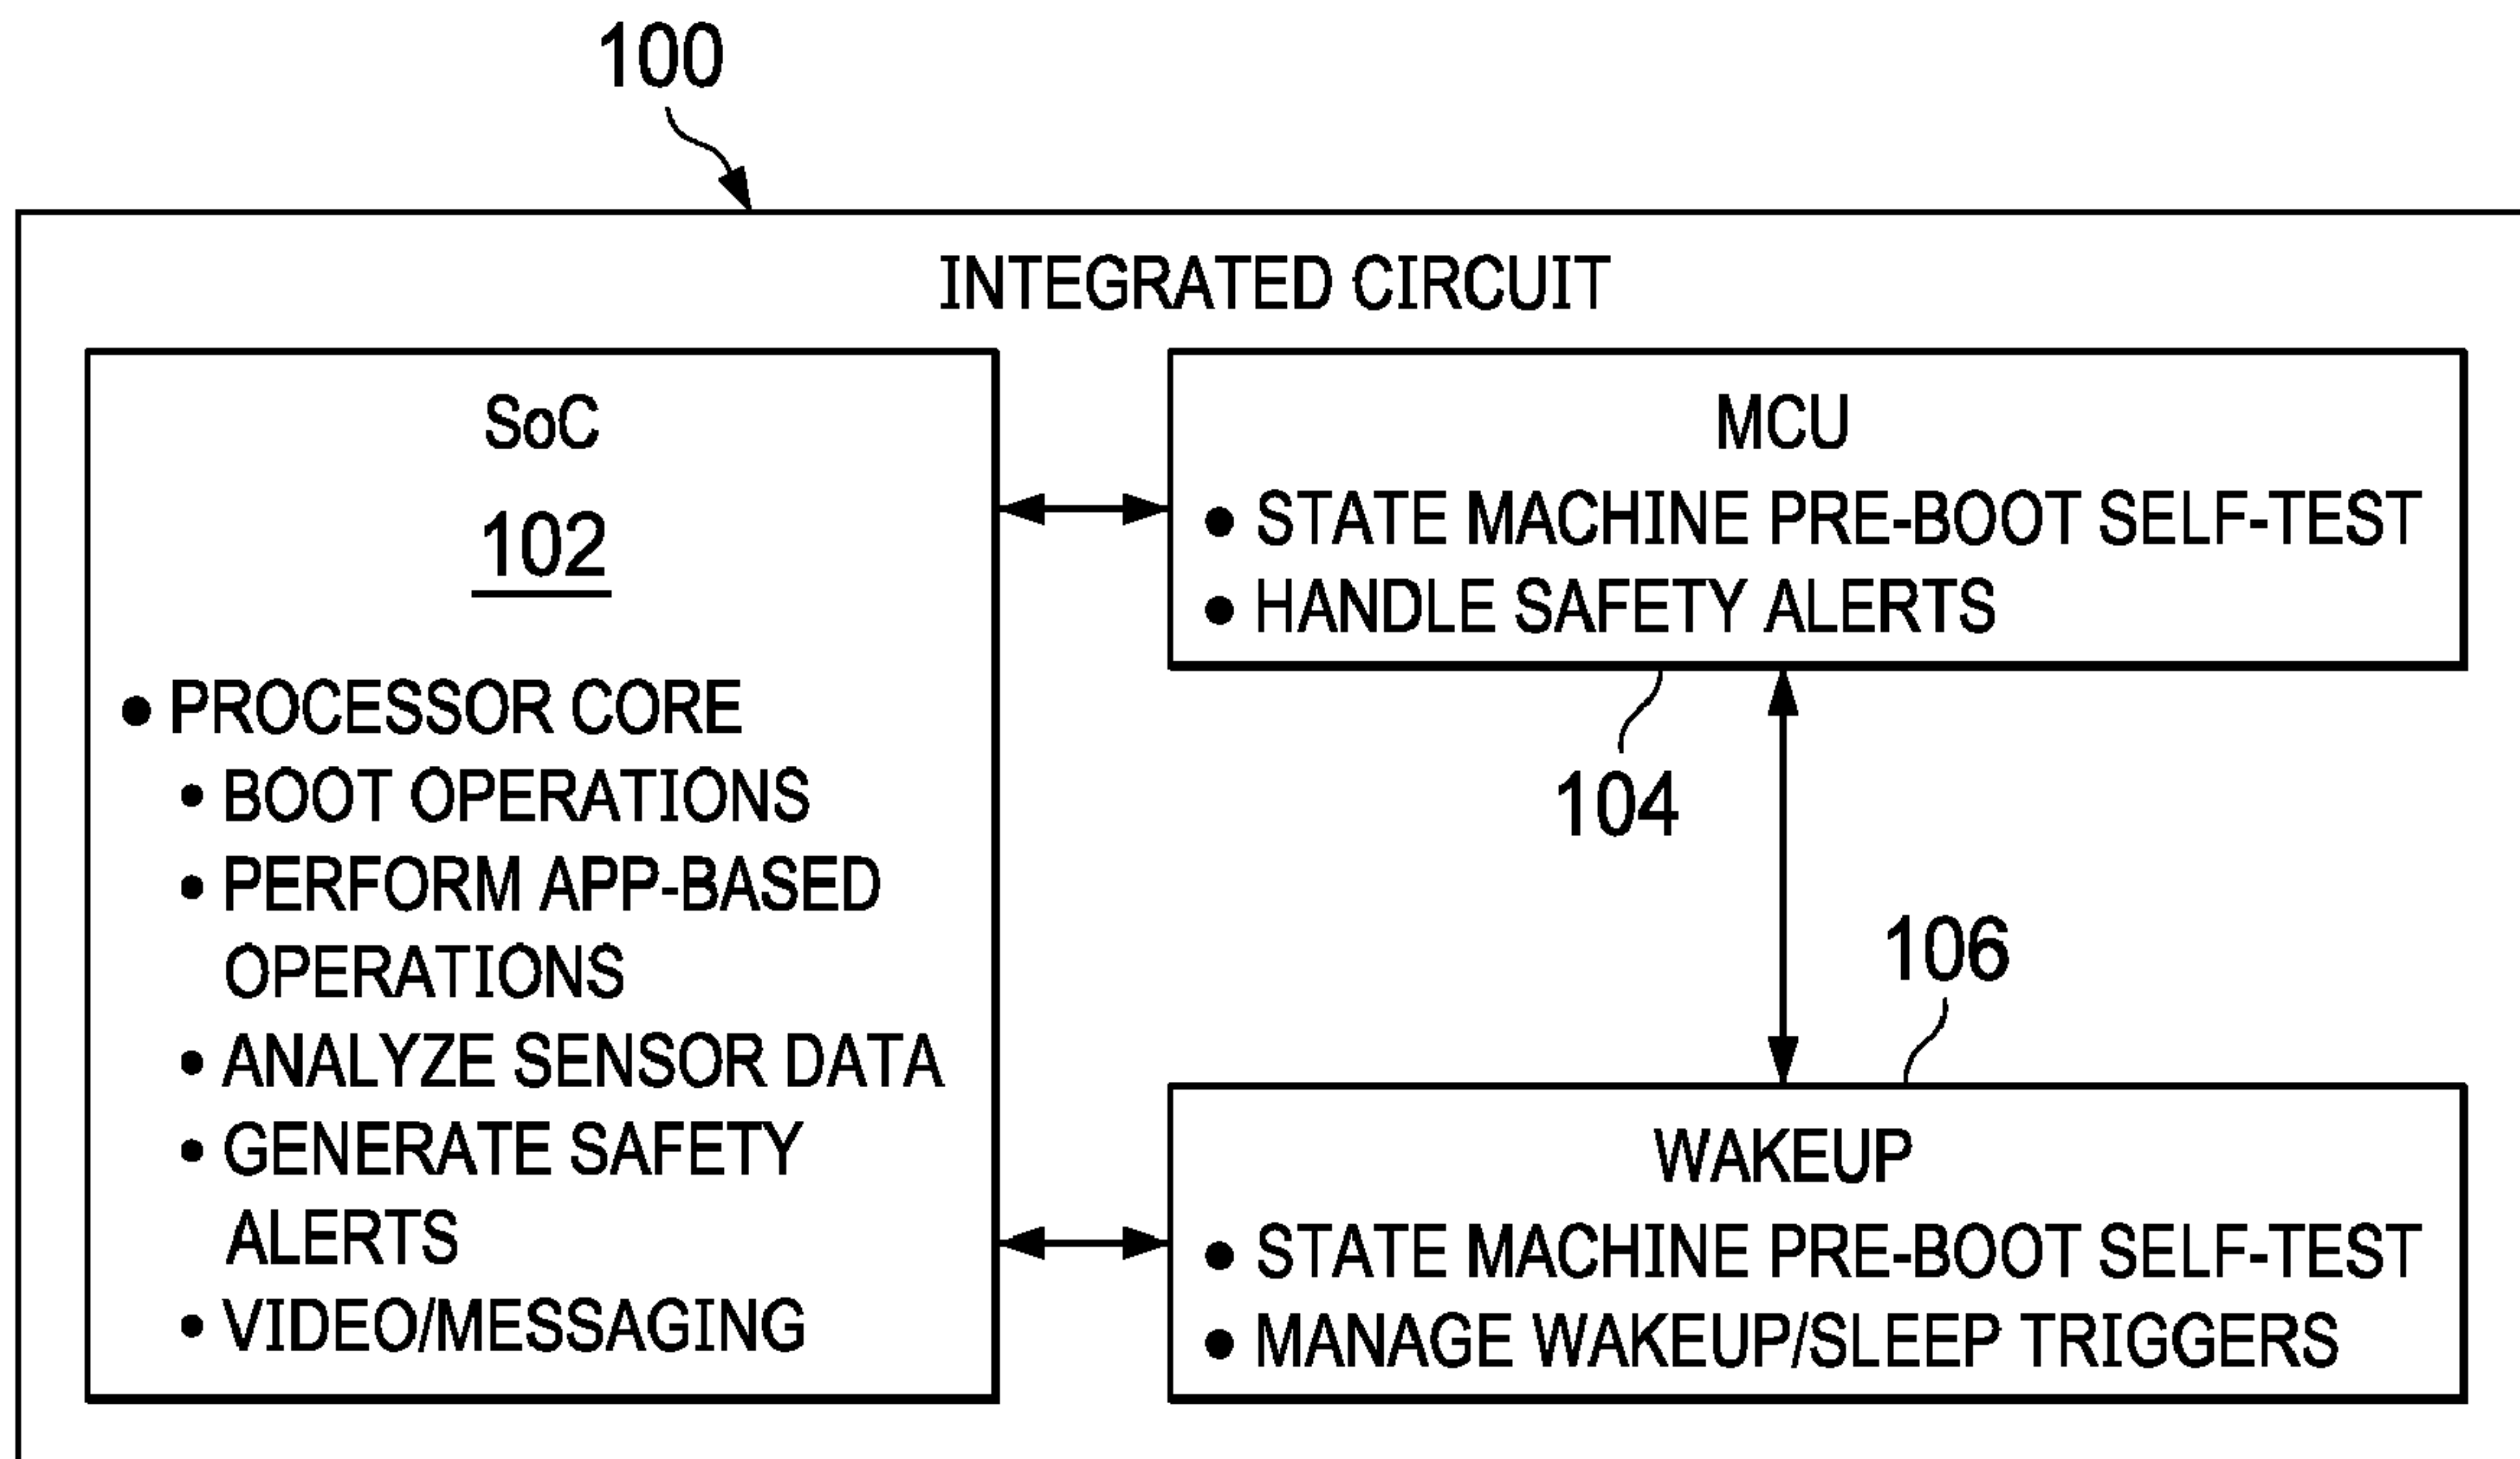 100
INTEGRATED CIRCUIT
SoC
102
• PROCESSOR CORE
• BOOT OPERATIONS
• PERFORM APP-BASED
OPERATIONS
• ANALYZE SENSOR DATA
• GENERATE SAFETY
ALERTS
• VIDEO/MESSAGING
MCU
• STATE MACHINE PRE-BOOT SELF-TEST
• HANDLE SAFETY ALERTS
104
106
WAKEUP
• STATE MACHINE PRE-BOOT SELF-TEST
• MANAGE WAKEUP/SLEEP TRIGGERS